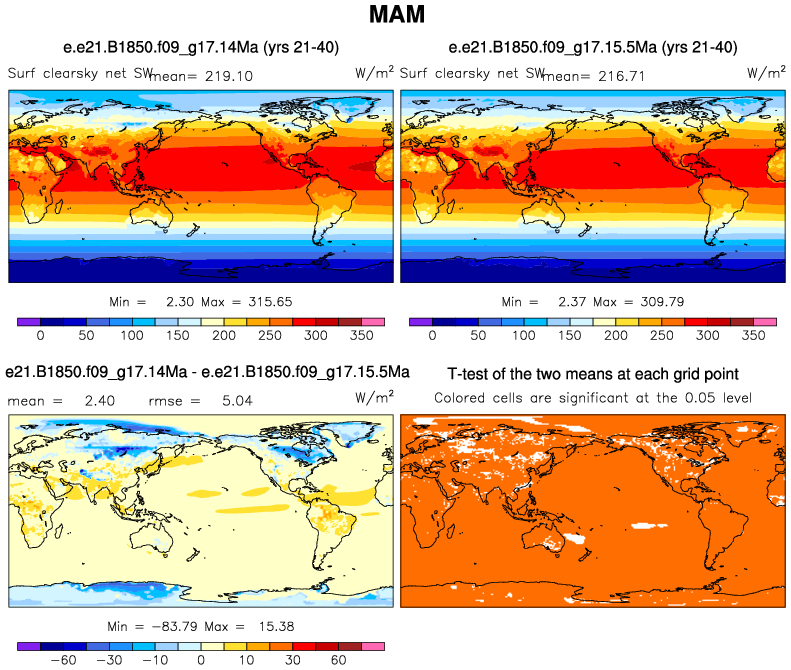 MAM
e.e21.B1850.f09_g17.14Ma (yrs 21-40)
Surf clearsky net SW mean= 219.10 W/m²
Min = 2.30 Max = 315.65
0 50 100 150 200 250 300 350
e.e21.B1850.f09_g17.15.5Ma (yrs 21-40)
Surf clearsky net SW mean= 216.71 W/m²
Min = 2.37 Max = 309.79
0 50 100 150 200 250 300 350
e21.B1850.f09_g17.14Ma - e.e21.B1850.f09_g17.15.5Ma
mean = 2.40 rmse = 5.04 W/m²
Min = -83.79 Max = 15.38
-60 -30 -10 0 10 30 60
T-test of the two means at each grid point
Colored cells are significant at the 0.05 level